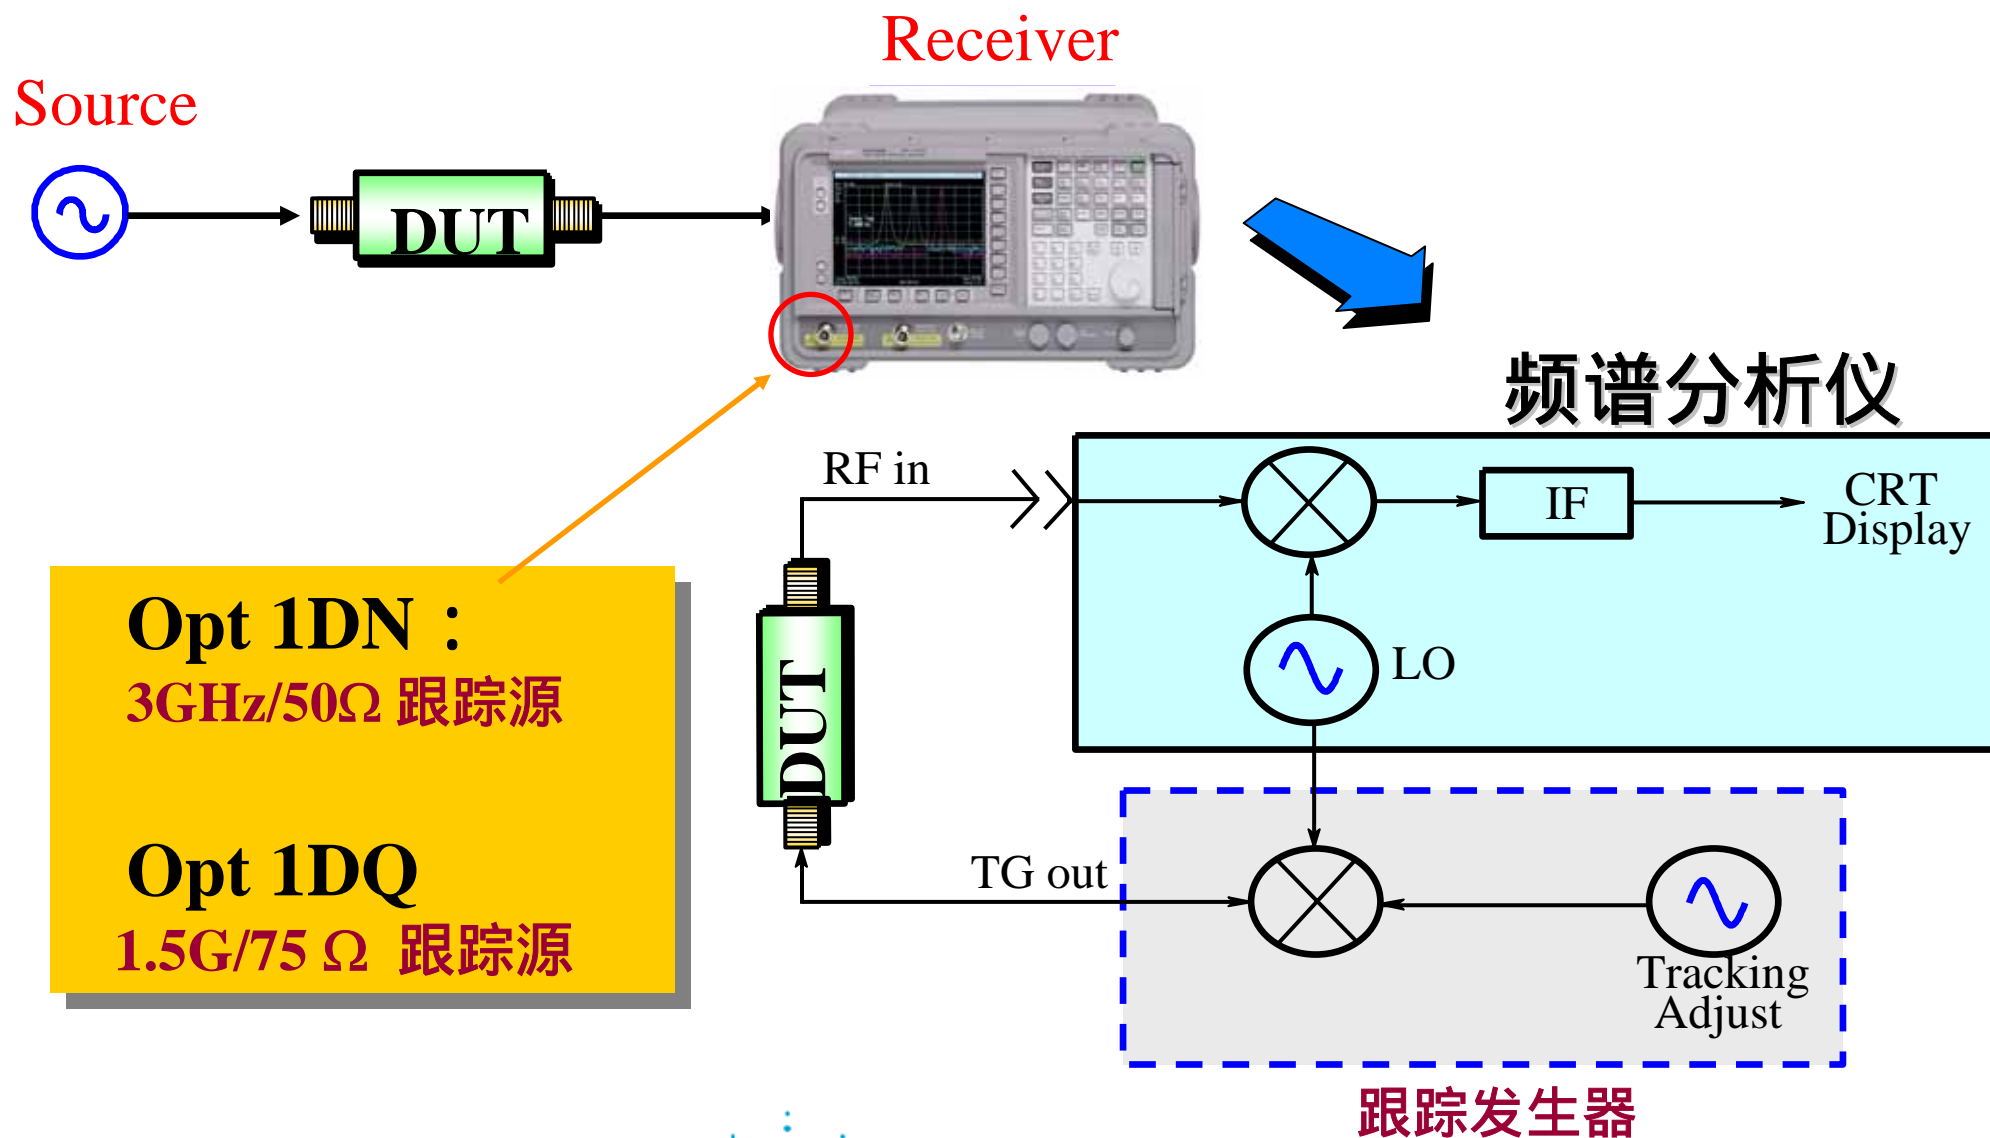 Receiver
Source
DUT
频谱分析仪
RF in
IF
CRT
Display
LO
DUT
Opt 1DN：
3GHz/50Ω 跟踪源
Opt 1DQ
1.5G/75 Ω 跟踪源
TG out
Tracking
Adjust
跟踪发生器